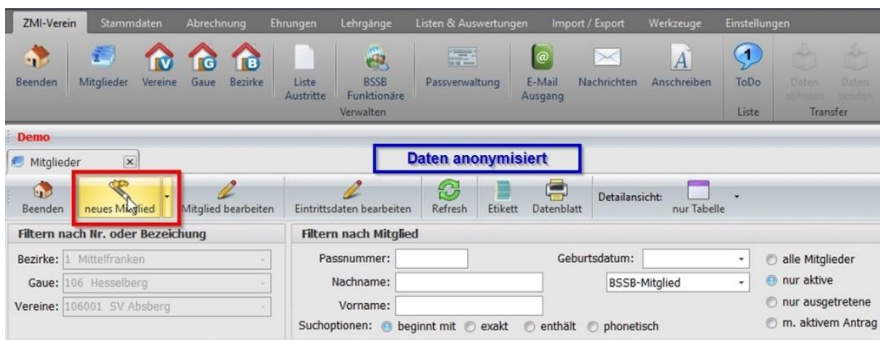 ZMI-Verein Stammdaten Abrechnung Ehrungen Lehrgänge Listen & Auswertungen Import / Export Werkzeuge Einstellungen
V G B @ A 1
Beenden Mitglieder Vereine Gaue Bezirke Liste Austritte BSSB Funktionäre Passverwaltung E-Mail Ausgang Nachrichten Anschreiben ToDo Daten abholen Daten senden
Verwalten Liste Transfer
Demo
Mitglieder x Daten anonymisiert
Beenden neues Mitglied Mitglied bearbeiten Eintrittsdaten bearbeiten Refresh Etikett Datenblatt Detailansicht: nur Tabelle
Filtern nach Nr. oder Bezeichung Filtern nach Mitglied
Bezirke: 1 Mittelfranken Passnummer: Geburtsdatum: alle Mitglieder
Gaue: 106 Hesselberg Nachname: BSSB-Mitglied nur aktive
Vereine: 106001 SV Absberg Vorname: nur ausgetretene
Suchoptionen: beginnt mit exakt enthält phonetisch m. aktivem Antrag